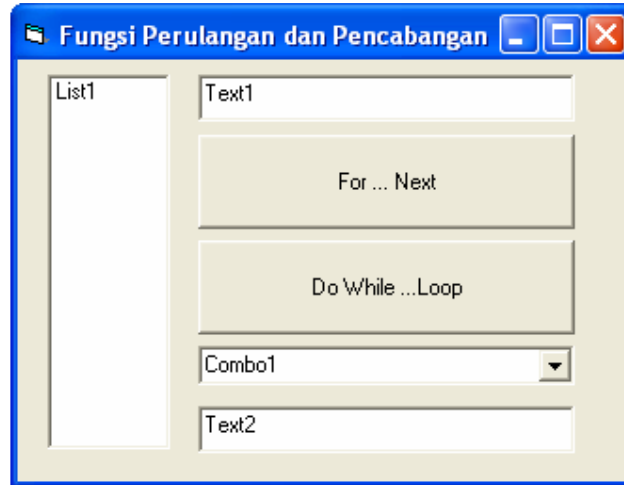 Fungsi Perulangan dan Pencabangan
List1
Text1
For ... Next
Do While ...Loop
Combo1
Text2